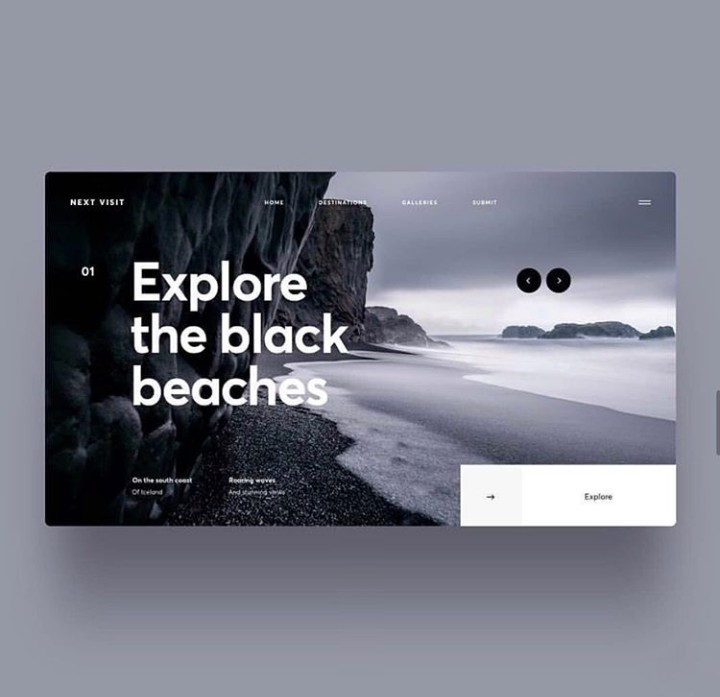 NEXT VISIT
HOME DESTINATIONS GALLERIES SUBMIT
01
Explore
the black
beaches
On the south coast
Of Iceland
Roaring waves
And stunning views
→ Explore